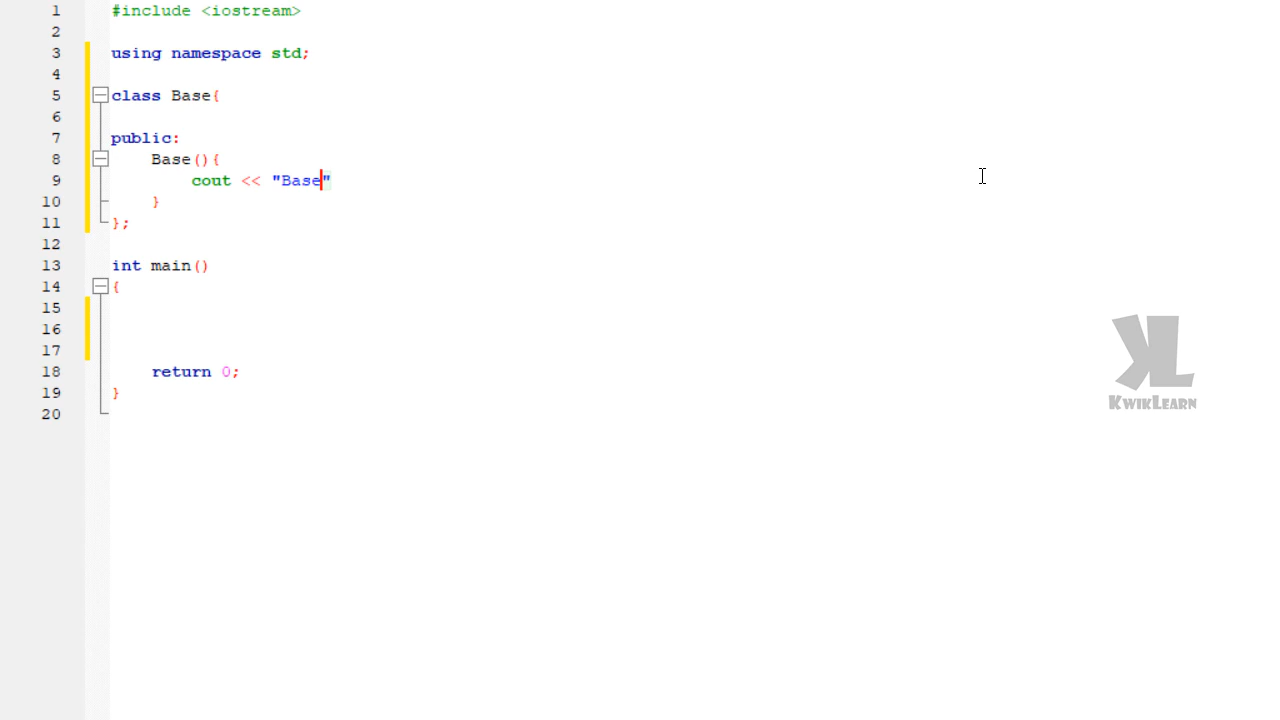 1 #include <iostream>
2
3 using namespace std;
4
5 class Base{
6
7 public:
8 Base(){
9 cout << "Base"
10 }
11 };
12
13 int main()
14 {
15
16
17
18 return 0;
19 }
20
KL
KWIKLEARN